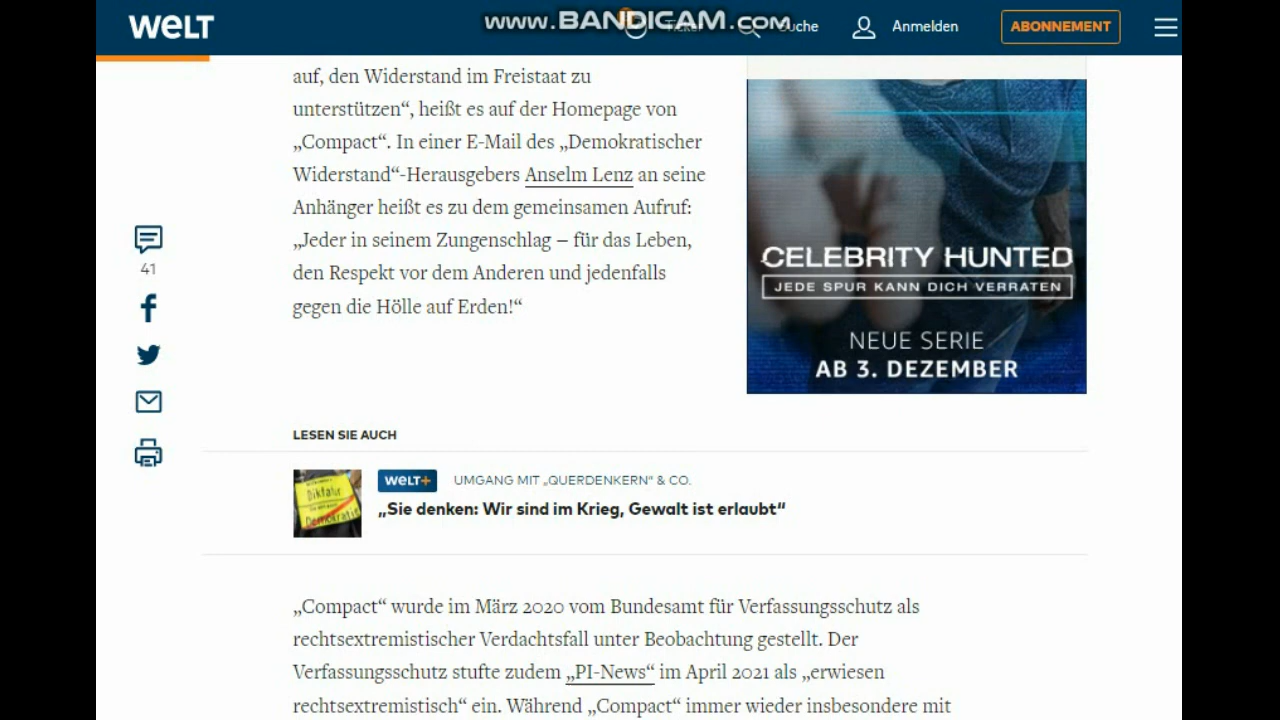 WELT
www.BANDICAM.com
Ticker
Suche
Anmelden
ABONNEMENT
auf, den Widerstand im Freistaat zu
unterstützen“, heißt es auf der Homepage von
„Compact“. In einer E-Mail des „Demokratischer
Widerstand“-Herausgebers Anselm Lenz an seine
Anhänger heißt es zu dem gemeinsamen Aufruf:
„Jeder in seinem Zungenschlag – für das Leben,
den Respekt vor dem Anderen und jedenfalls
gegen die Hölle auf Erden!“
41
CELEBRITY HUNTED
JEDE SPUR KANN DICH VERRATEN
NEUE SERIE
AB 3. DEZEMBER
LESEN SIE AUCH
Diktatur
Demokratie
WELT+ UMGANG MIT „QUERDENKERN“ & CO.
„Sie denken: Wir sind im Krieg, Gewalt ist erlaubt“
„Compact“ wurde im März 2020 vom Bundesamt für Verfassungsschutz als
rechtsextremistischer Verdachtsfall unter Beobachtung gestellt. Der
Verfassungsschutz stufte zudem „PI-News“ im April 2021 als „erwiesen
rechtsextremistisch“ ein. Während „Compact“ immer wieder insbesondere mit